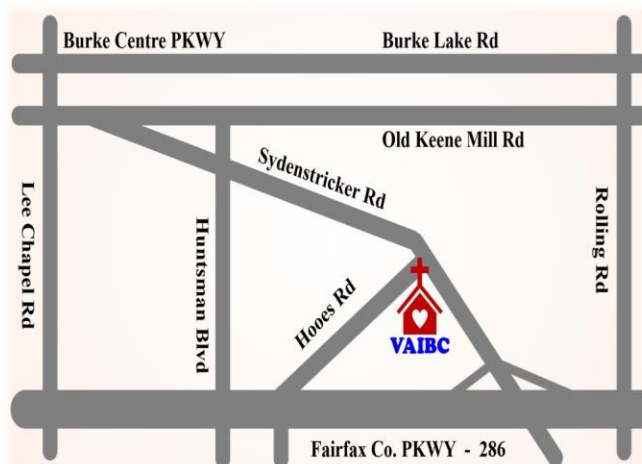 Burke Centre PKWY
Burke Lake Rd
Old Keene Mill Rd
Sydenstricker Rd
Lee Chapel Rd
Huntsman Blvd
Rolling Rd
Hooes Rd
VAIBC
Fairfax Co. PKWY - 286